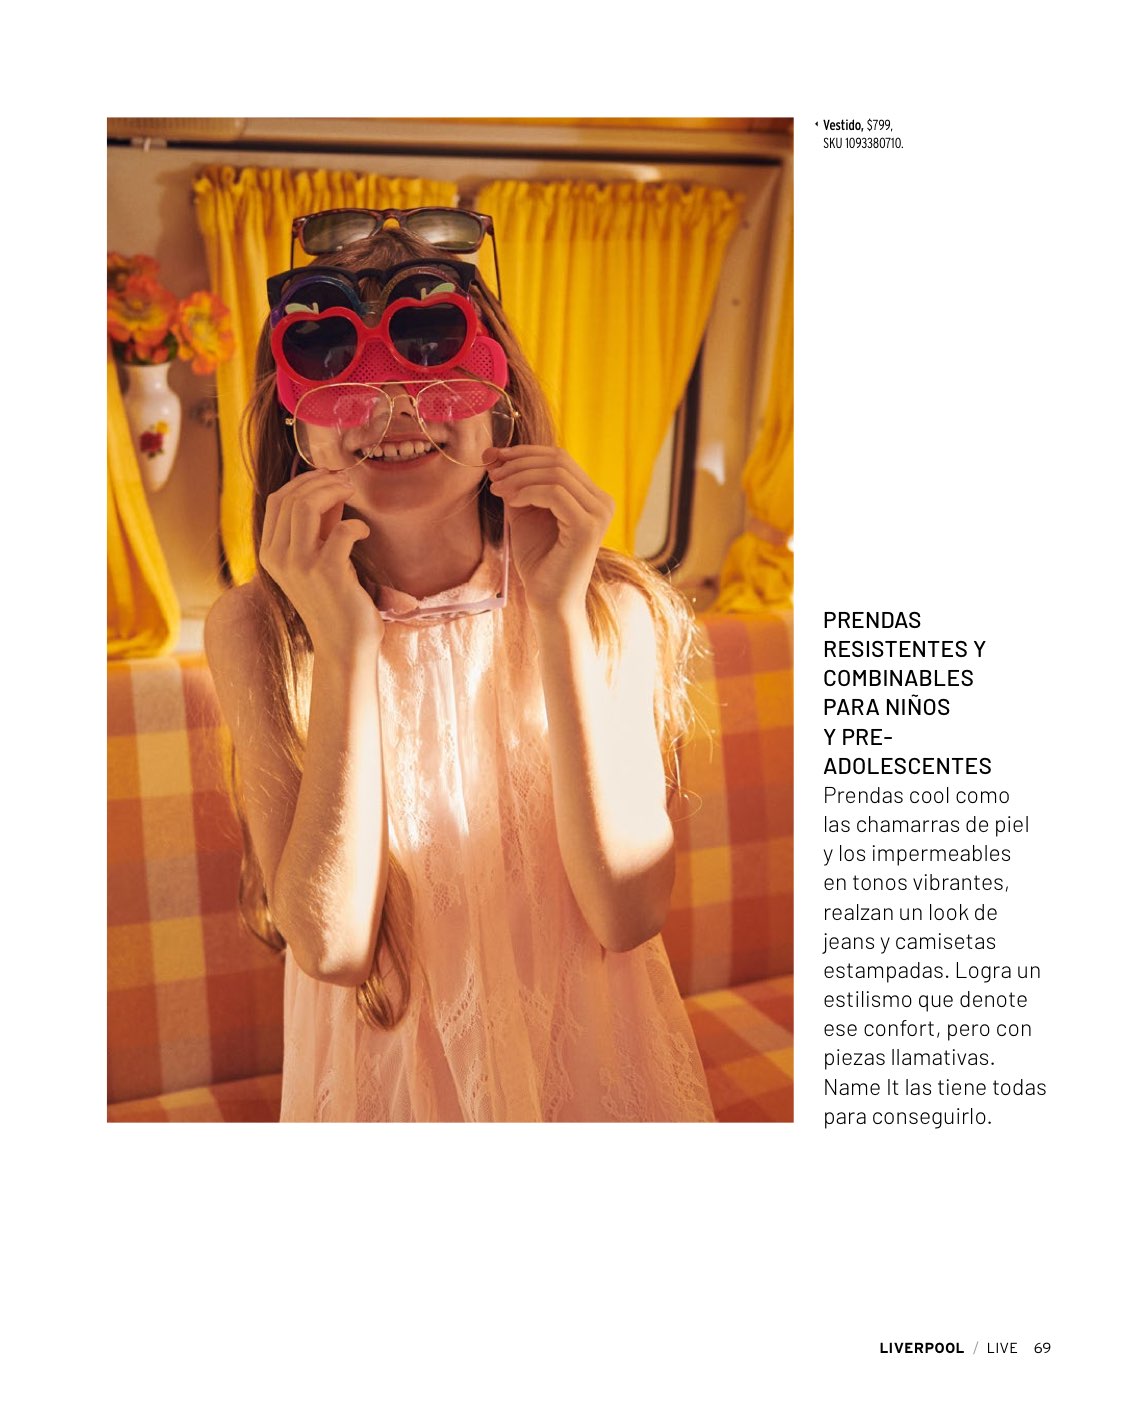 Vestido, $799,
SKU 1093380710.
PRENDAS
RESISTENTES Y
COMBINABLES
PARA NIÑOS
Y PRE-
ADOLESCENTES
Prendas cool como
las chamarras de piel
y los impermeables
en tonos vibrantes,
realzan un look de
jeans y camisetas
estampadas. Logra un
estilismo que denote
ese confort, pero con
piezas llamativas.
Name It las tiene todas
para conseguirlo.
LIVERPOOL / LIVE 69